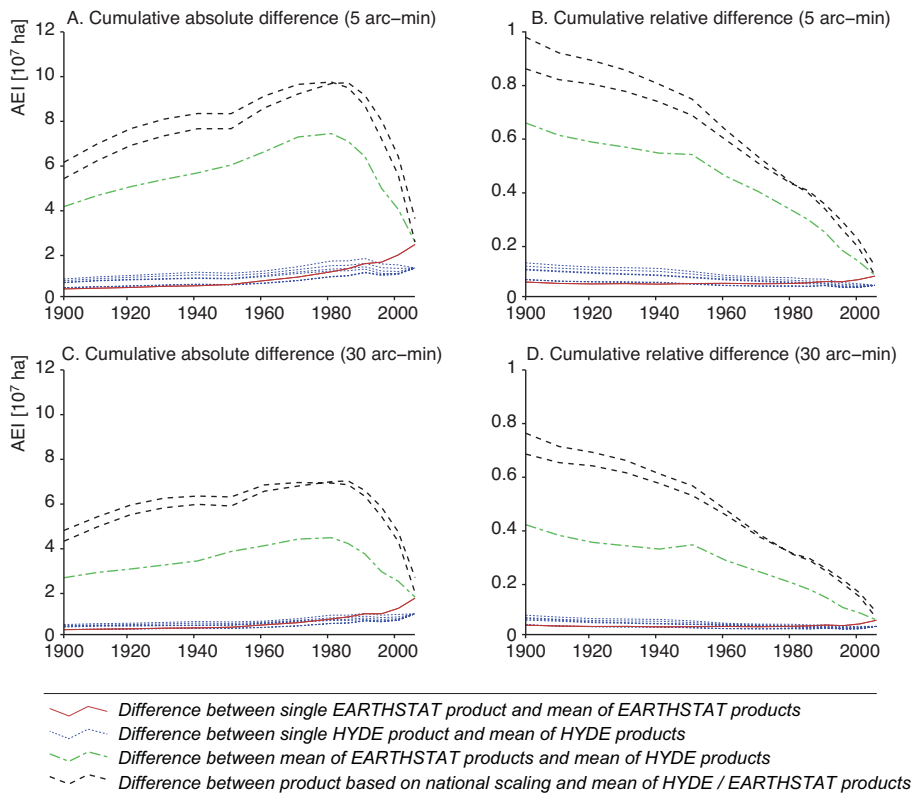 A. Cumulative absolute difference (5 arc−min)
AEI [10⁷ ha]
12
10
8
6
4
2
0
1900 1920 1940 1960 1980 2000
B. Cumulative relative difference (5 arc−min)
1
0.8
0.6
0.4
0.2
0
1900 1920 1940 1960 1980 2000
C. Cumulative absolute difference (30 arc−min)
AEI [10⁷ ha]
12
10
8
6
4
2
0
1900 1920 1940 1960 1980 2000
D. Cumulative relative difference (30 arc−min)
1
0.8
0.6
0.4
0.2
0
1900 1920 1940 1960 1980 2000
Difference between single EARTHSTAT product and mean of EARTHSTAT products
Difference between single HYDE product and mean of HYDE products
Difference between mean of EARTHSTAT products and mean of HYDE products
Difference between product based on national scaling and mean of HYDE / EARTHSTAT products